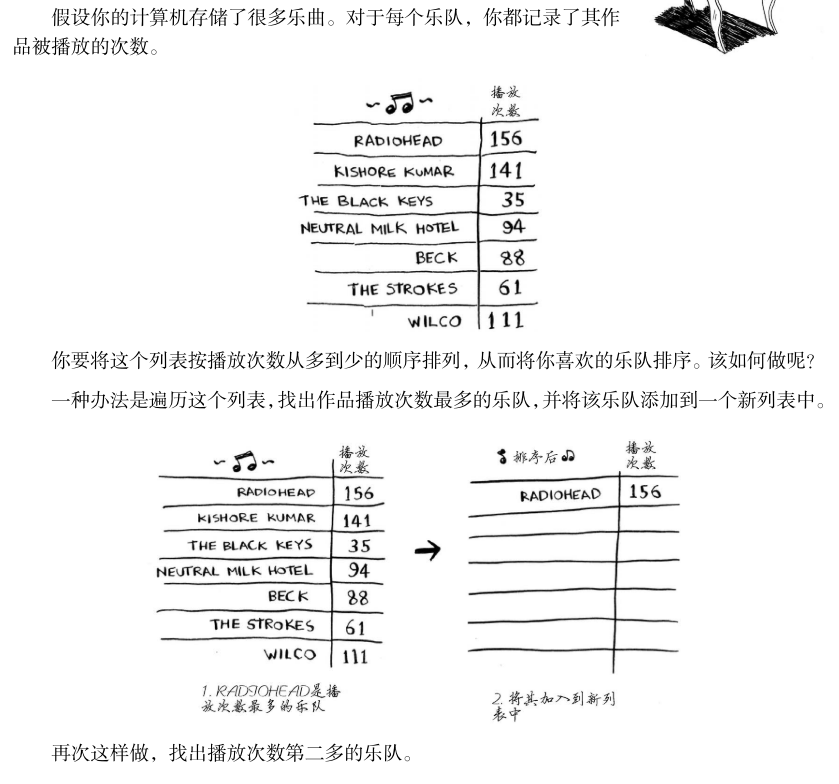 假设你的计算机存储了很多乐曲。对于每个乐队，你都记录了其作
品被播放的次数。
播放
次数
RADIOHEAD 156
KISHORE KUMAR 141
THE BLACK KEYS 35
NEUTRAL MILK HOTEL 94
BECK 88
THE STROKES 61
WILCO 111
你要将这个列表按播放次数从多到少的顺序排列，从而将你喜欢的乐队排序。该如何做呢？
一种办法是遍历这个列表，找出作品播放次数最多的乐队，并将该乐队添加到一个新列表中。
播放
次数
RADIOHEAD 156
KISHORE KUMAR 141
THE BLACK KEYS 35
NEUTRAL MILK HOTEL 94
BECK 88
THE STROKES 61
WILCO 111
1. RADIOHEAD是播
放次数最多的乐队
排序后 播放
次数
RADIOHEAD 156
2. 将其加入到新列
表中
再次这样做，找出播放次数第二多的乐队。